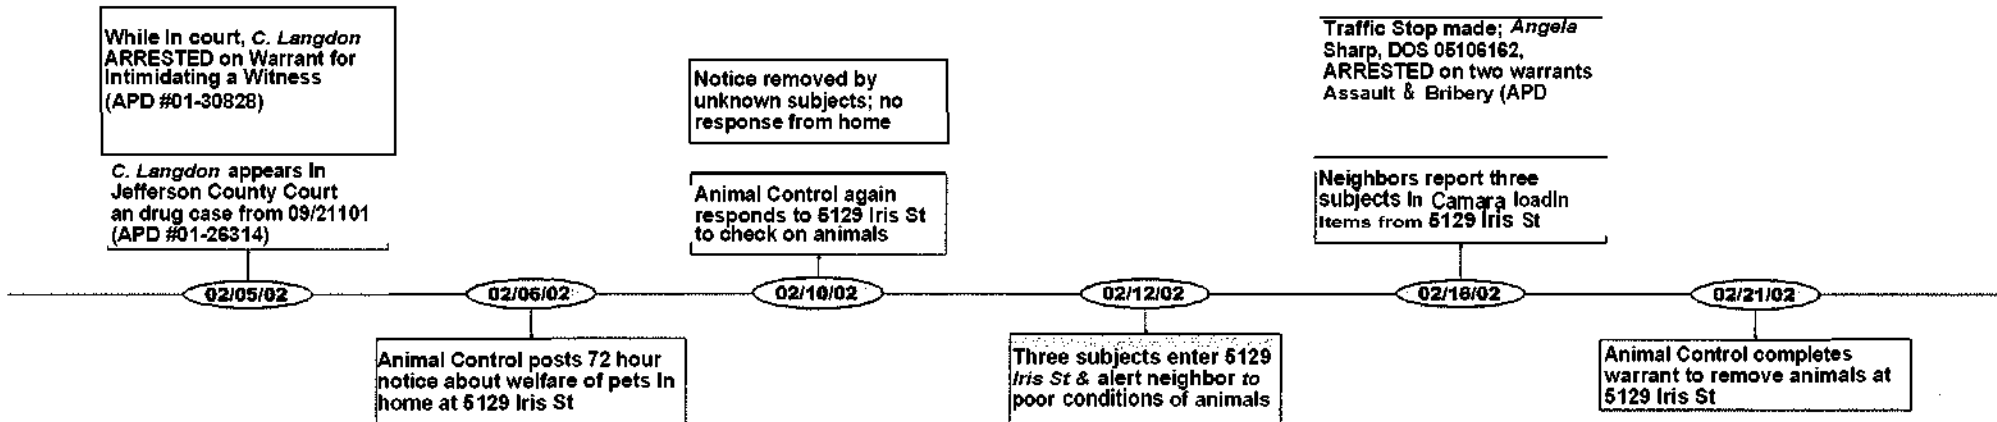 While In court, C. Langdon
ARRESTED on Warrant for
Intimidating a Witness
(APD #01-30828)
C. Langdon appears In
Jefferson County Court
an drug case from 09/21101
(APD #01-26314)
Notice removed by
unknown subjects; no
response from home
Animal Control again
responds to 5129 Iris St
to check on animals
Traffic Stop made; Angela
Sharp, DOS 05106162,
ARRESTED on two warrants
Assault & Bribery (APD
Neighbors report three
subjects In Camara loadIn
Items from 5129 Iris St
02/05/02
02/06/02
02/10/02
02/12/02
02/16/02
02/21/02
Animal Control posts 72 hour
notice about welfare of pets In
home at 5129 Iris St
Three subjects enter 5129
Iris St & alert neighbor to
poor conditions of animals
Animal Control completes
warrant to remove animals at
5129 Iris St